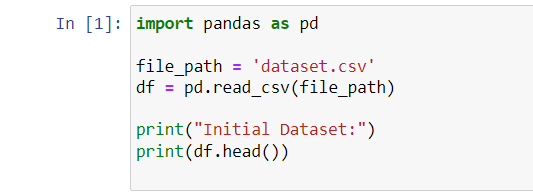 In [1]: import pandas as pd
file_path = 'dataset.csv'
df = pd.read_csv(file_path)
print("Initial Dataset:")
print(df.head())